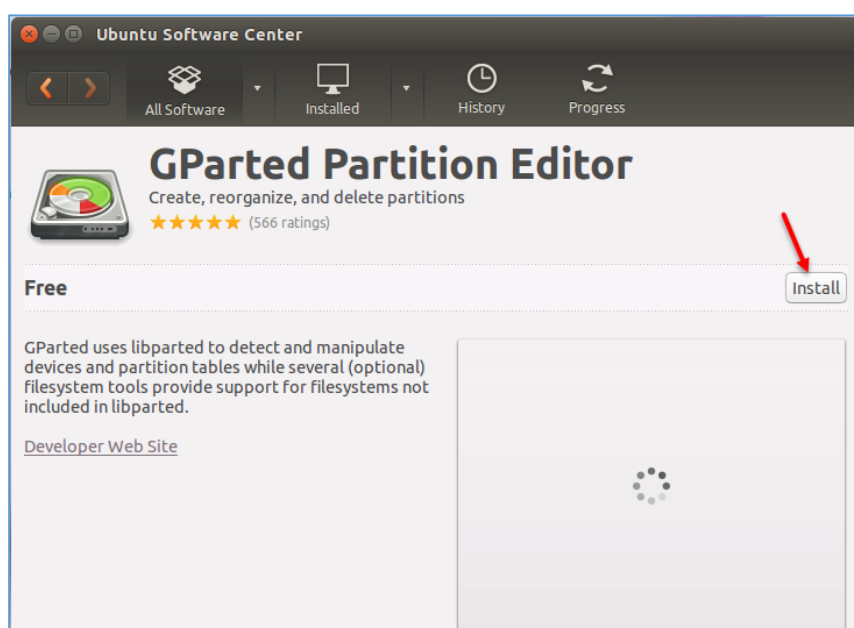 Ubuntu Software Center
All Software
Installed
History
Progress
GParted Partition Editor
Create, reorganize, and delete partitions
(566 ratings)
Free
Install
GParted uses libparted to detect and manipulate
devices and partition tables while several (optional)
filesystem tools provide support for filesystems not
included in libparted.
Developer Web Site